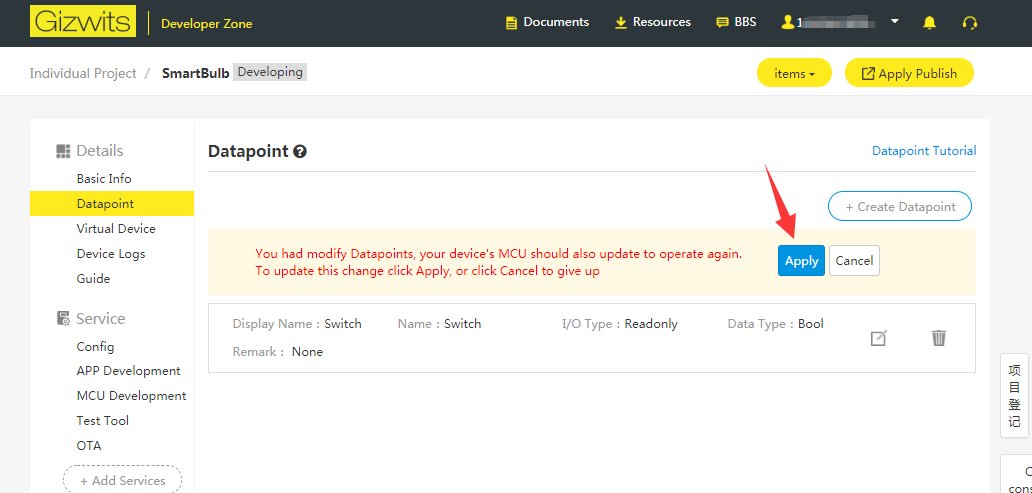 Gizwits Developer Zone Documents Resources BBS 1
Individual Project / SmartBulb Developing items Apply Publish
Details
Basic Info
Datapoint
Virtual Device
Device Logs
Guide
Service
Config
APP Development
MCU Development
Test Tool
OTA
+ Add Services
Datapoint ? Datapoint Tutorial
+ Create Datapoint
You had modify Datapoints, your device's MCU should also update to operate again.
To update this change click Apply, or click Cancel to give up
Apply Cancel
Display Name : Switch Name : Switch I/O Type : Readonly Data Type : Bool
Remark : None
项
目
登
记